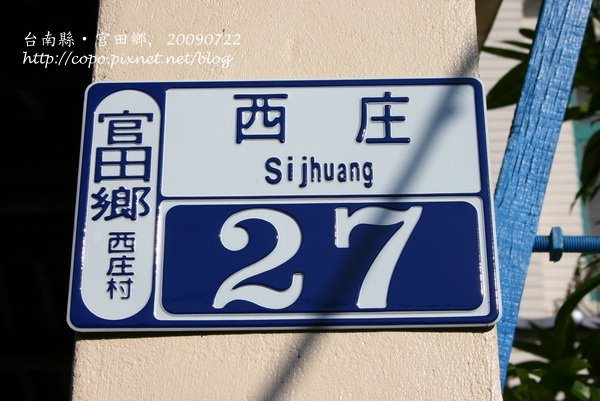 台南縣·官田鄉, 20090722
http://copo.pixnet.net/blog
官田鄉 西庄村
西庄
Sijhuang
27